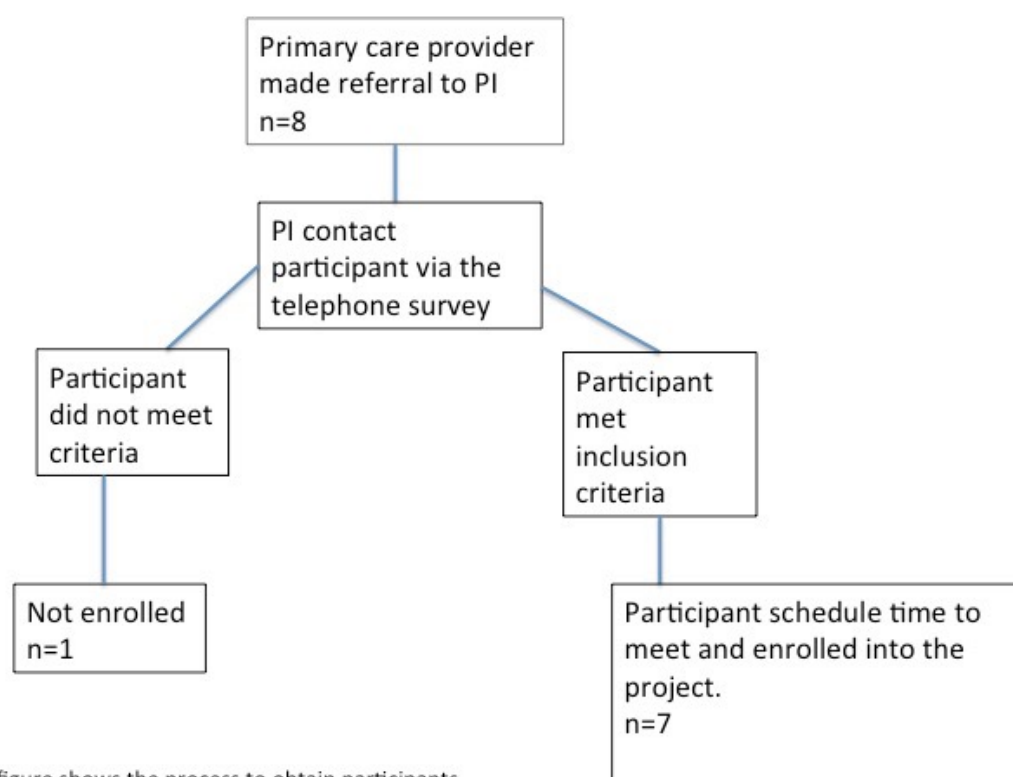 Primary care provider
made referral to PI
n=8
PI contact
participant via the
telephone survey
Participant
did not meet
criteria
Participant
met
inclusion
criteria
Not enrolled
n=1
Participant schedule time to
meet and enrolled into the
project.
n=7
figure shows the process to obtain participants